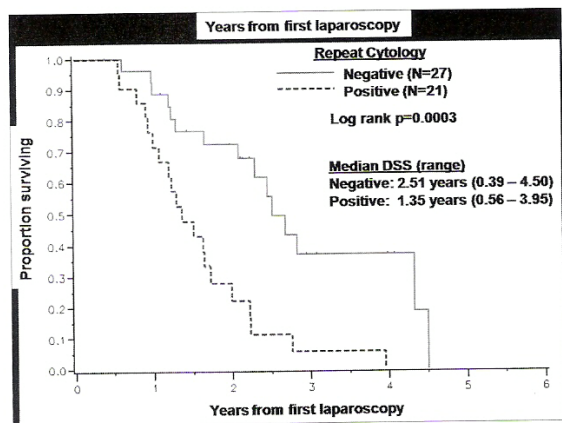 Years from first laparoscopy
Repeat Cytology
Negative (N=27)
Positive (N=21)
Log rank p=0.0003
Median DSS (range)
Negative: 2.51 years (0.39 – 4.50)
Positive: 1.35 years (0.56 – 3.95)
Proportion surviving
1.0
0.9
0.8
0.7
0.6
0.5
0.4
0.3
0.2
0.1
0.0
0 1 2 3 4 5 6
Years from first laparoscopy